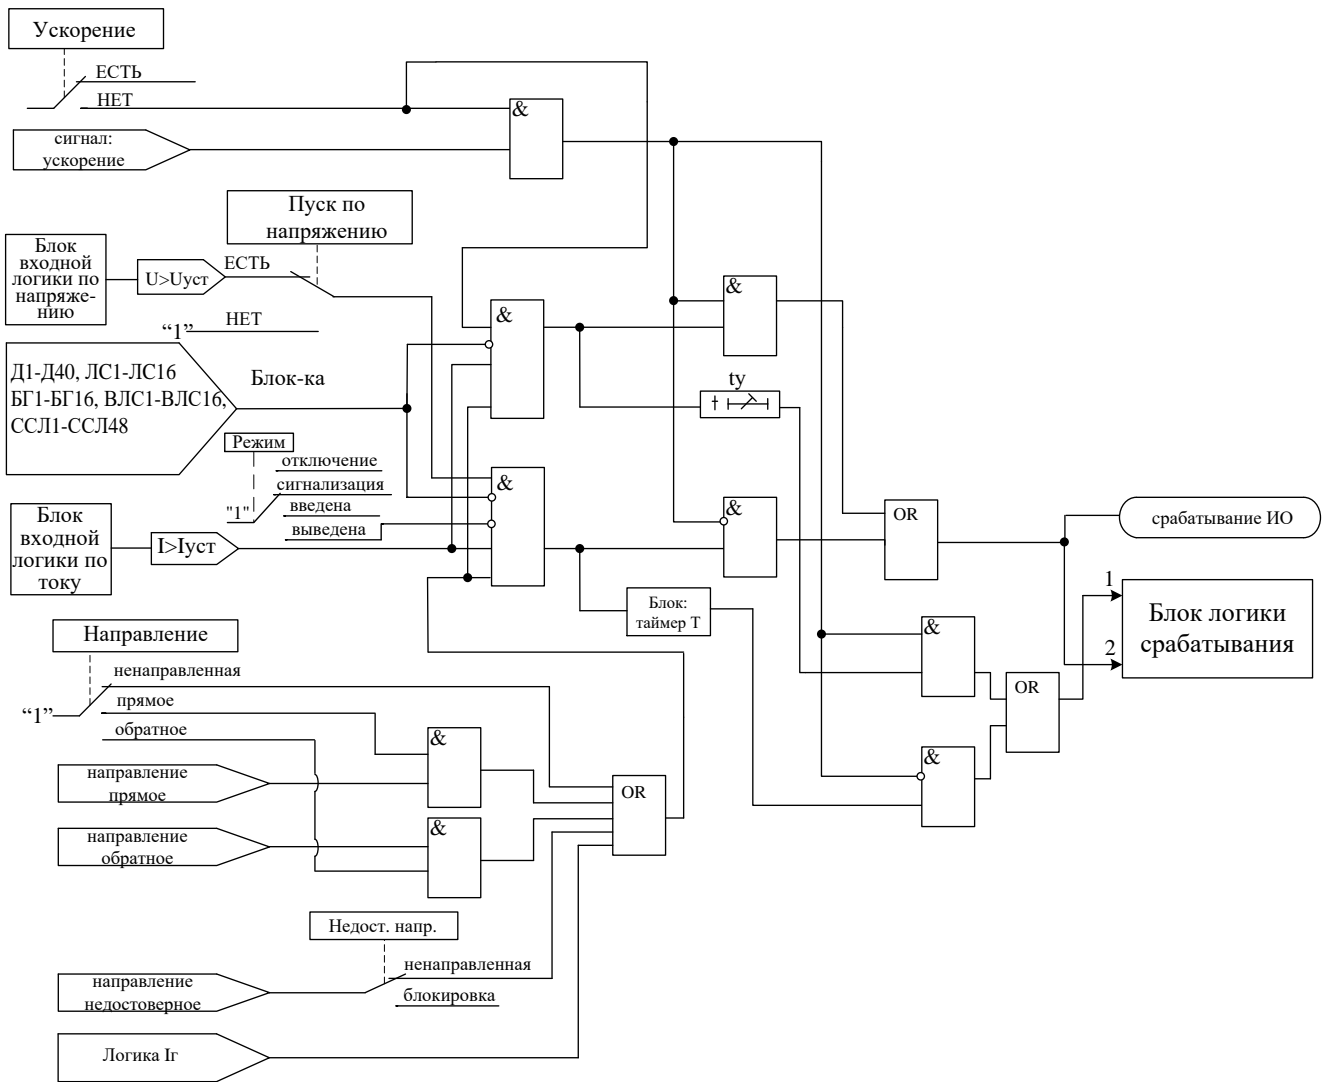 Ускорение
ЕСТЬ
НЕТ
&
сигнал:
ускорение
Пуск по
напряжению
Блок
входной
логики по
напряже-
нию
U>Uуст
ЕСТЬ
“1”
НЕТ
&
&
Д1-Д40, ЛС1-ЛС16
БГ1-БГ16, ВЛС1-ВЛС16,
ССЛ1-ССЛ48
Блок-ка
tу
Режим
отключение
сигнализация
"1"
введена
выведена
&
&
OR
срабатывание ИО
Блок
входной
логики по
току
I>Iуст
Блок:
таймер Т
1
2
Блок логики
срабатывания
Направление
ненаправленная
“1”
прямое
обратное
&
OR
&
&
направление
прямое
OR
&
направление
обратное
Недост. напр.
ненаправленная
блокировка
направление
недостоверное
Логика Iг